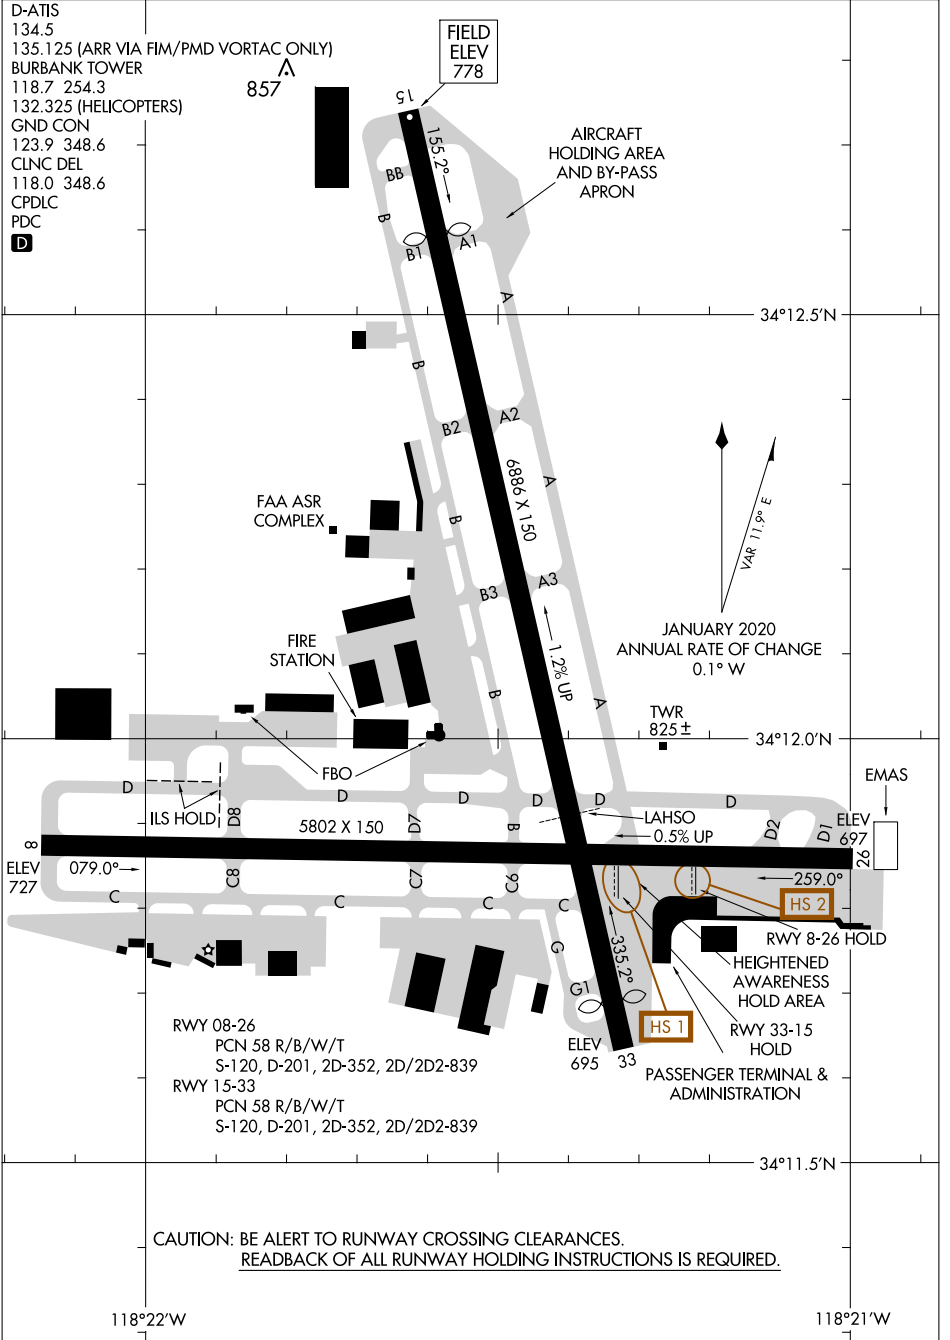 D-ATIS
134.5
135.125 (ARR VIA FIM/PMD VORTAC ONLY)
BURBANK TOWER
118.7 254.3
132.325 (HELICOPTERS)
GND CON
123.9 348.6
CLNC DEL
118.0 348.6
CPDLC
PDC
D
857
FIELD
ELEV
778
15
155.2°
AIRCRAFT
HOLDING AREA
AND BY-PASS
APRON
BB
B
B1
A1
A
34°12.5'N
B
B2
A2
6886 X 150
A
B
FAA ASR
COMPLEX
VAR 11.9° E
B3
A3
JANUARY 2020
ANNUAL RATE OF CHANGE
0.1° W
1.2% UP
FIRE
STATION
B
A
TWR
825±
34°12.0'N
FBO
EMAS
D
D
D
D
D
D
ILS HOLD
D8
5802 X 150
D7
B
LAHSO
0.5% UP
D2
D1
ELEV
697
8
26
ELEV
727
079.0°
C8
C7
C6
259.0°
C
C
C
HS 2
RWY 8-26 HOLD
G
335.2°
HEIGHTENED
AWARENESS
HOLD AREA
G1
HS 1
RWY 33-15
HOLD
ELEV
695
33
PASSENGER TERMINAL &
ADMINISTRATION
RWY 08-26
PCN 58 R/B/W/T
S-120, D-201, 2D-352, 2D/2D2-839
RWY 15-33
PCN 58 R/B/W/T
S-120, D-201, 2D-352, 2D/2D2-839
34°11.5'N
CAUTION: BE ALERT TO RUNWAY CROSSING CLEARANCES.
READBACK OF ALL RUNWAY HOLDING INSTRUCTIONS IS REQUIRED.
118°22'W
118°21'W